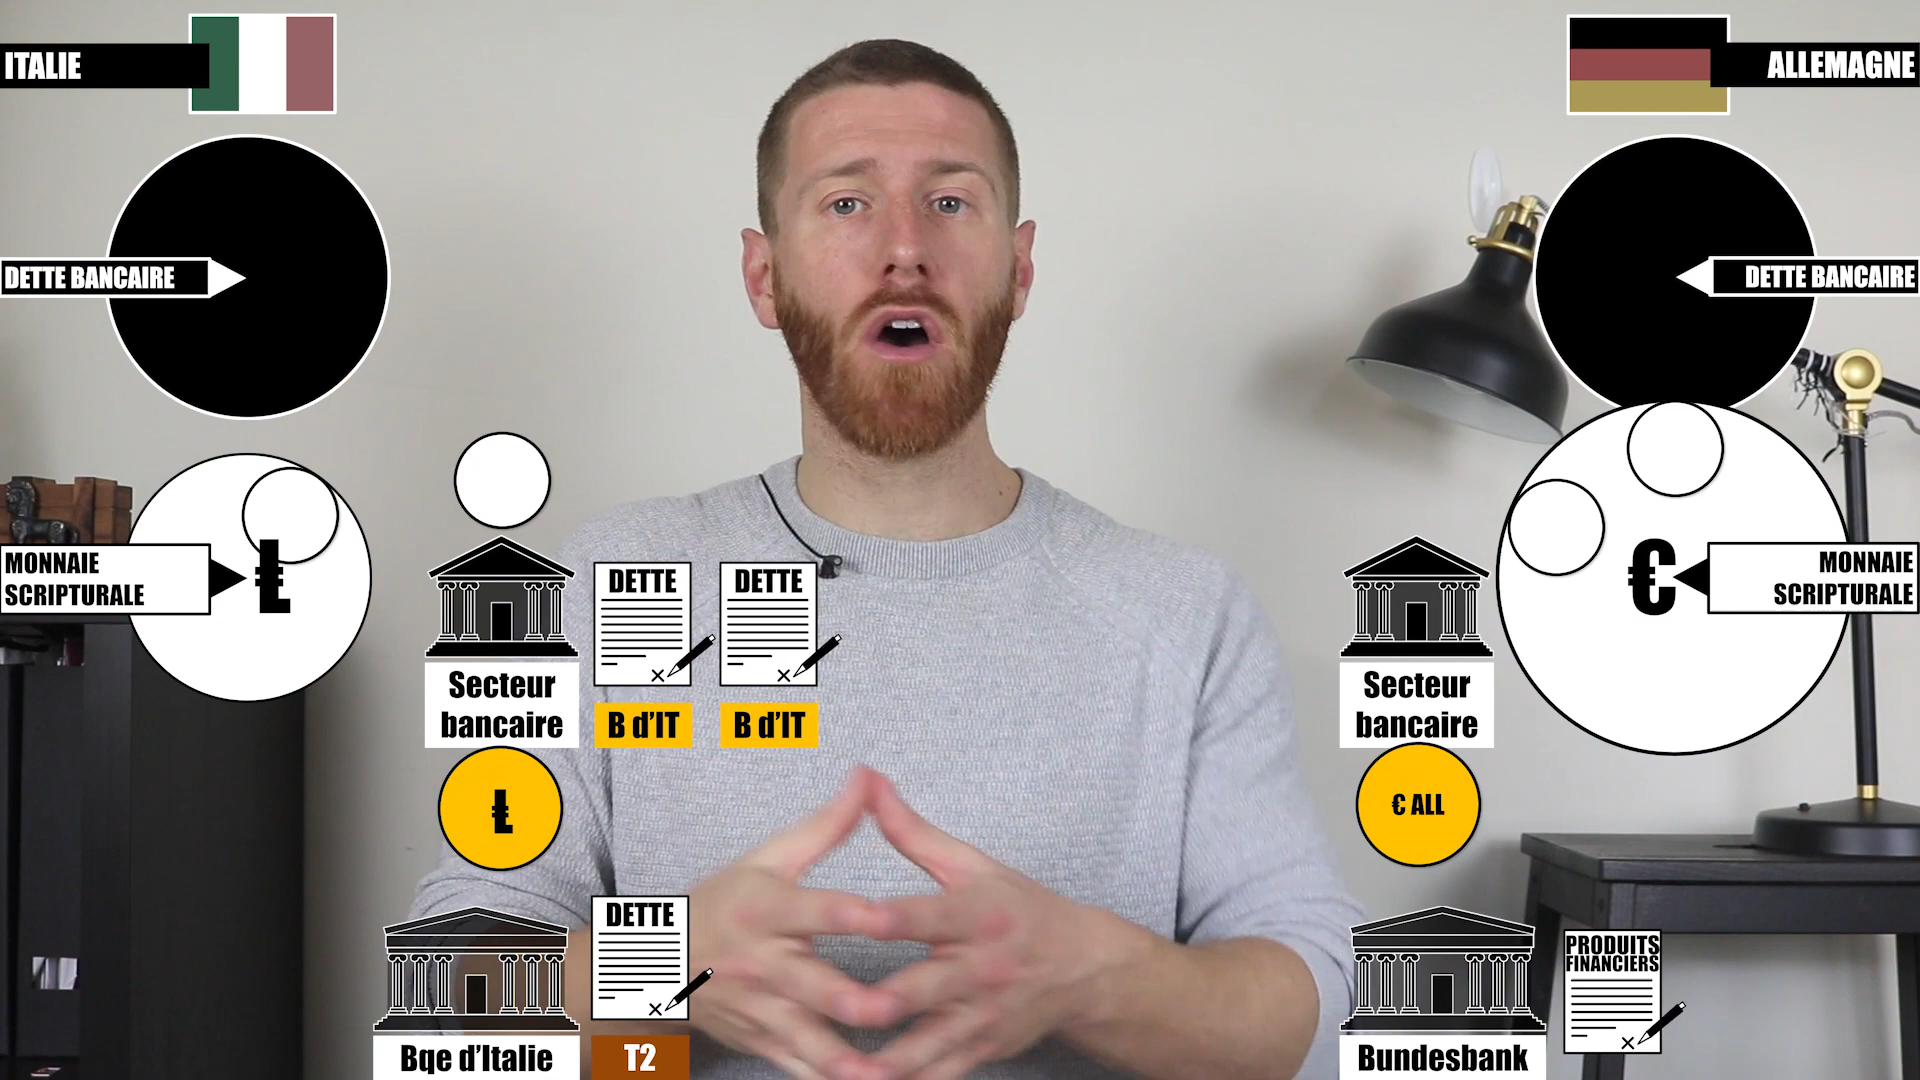 ITALIE
ALLEMAGNE
DETTE BANCAIRE
DETTE BANCAIRE
MONNAIE
SCRIPTURALE
Ł
€
MONNAIE
SCRIPTURALE
DETTE
DETTE
Secteur
bancaire
B d'IT
B d'IT
Secteur
bancaire
Ł
€ ALL
DETTE
PRODUITS
FINANCIERS
Bqe d'Italie
T2
Bundesbank